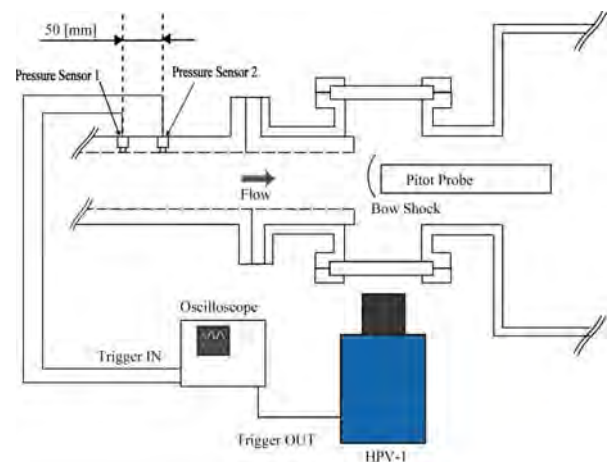 50 [mm]
Pressure Sensor 1
Pressure Sensor 2
Flow
Pitot Probe
Bow Shock
Oscilloscope
Trigger IN
Trigger OUT
HPV-1